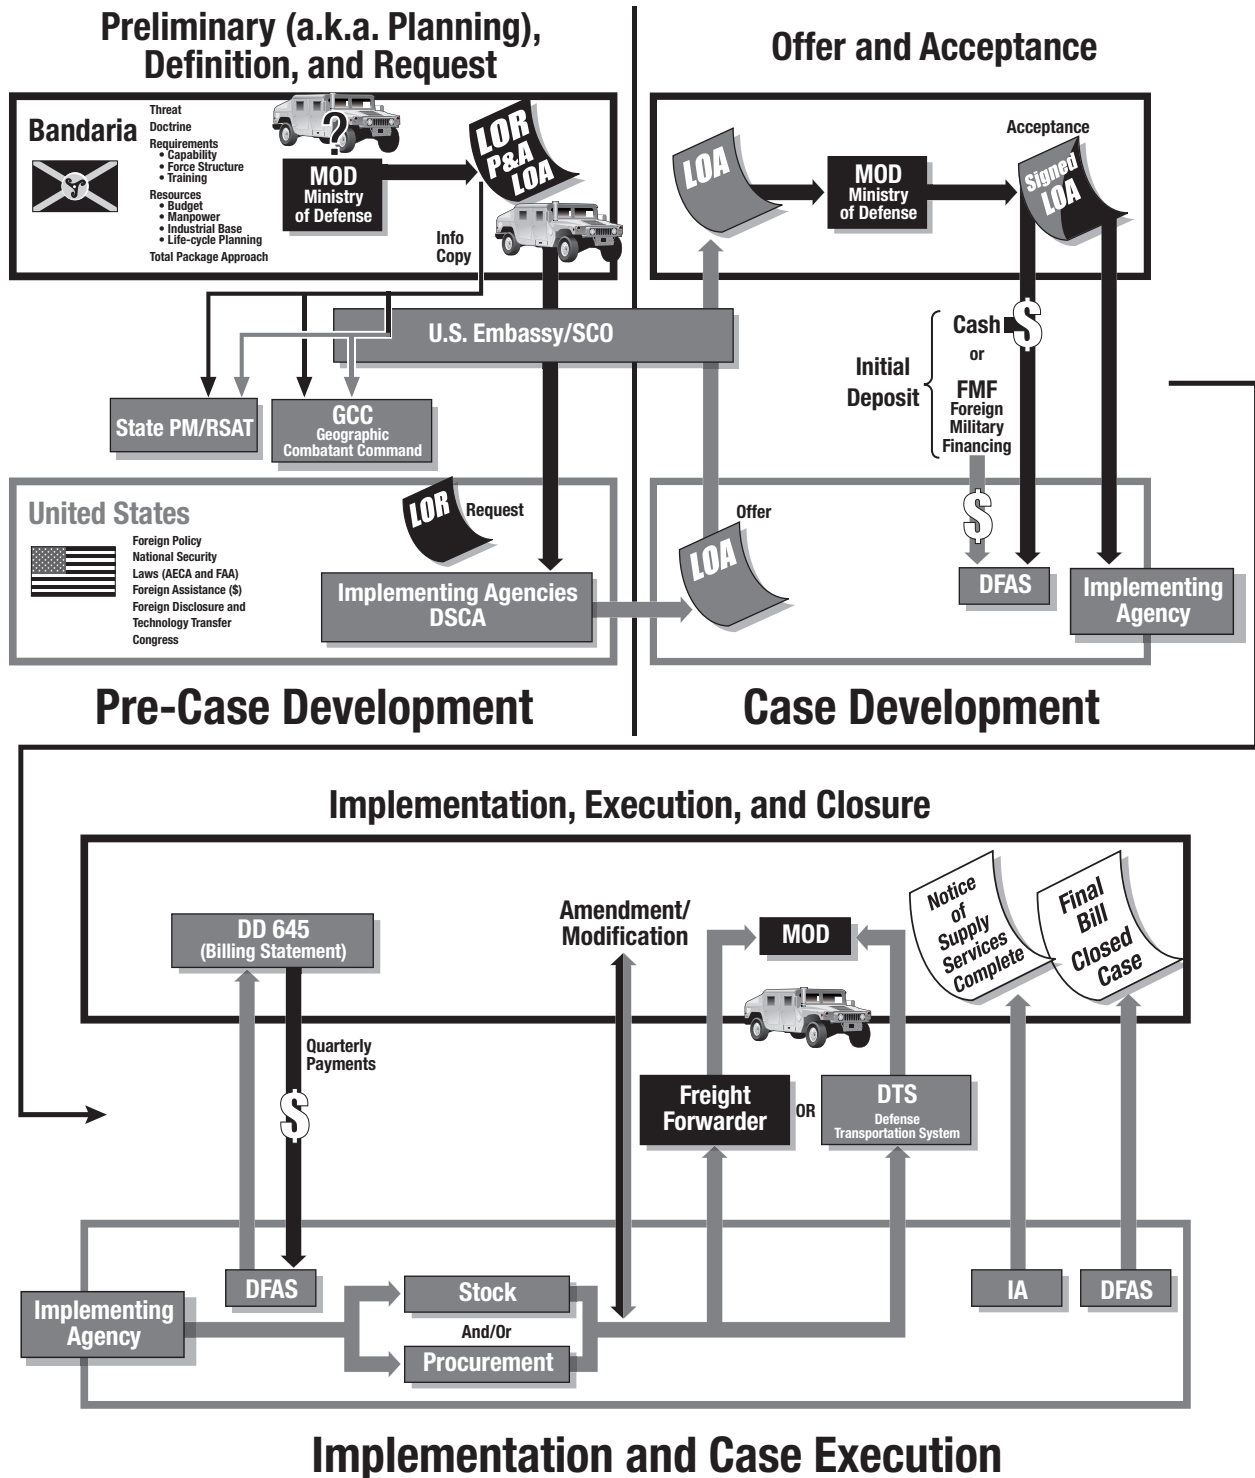 Preliminary (a.k.a. Planning),
Definition, and Request
Offer and Acceptance
Bandaria
Threat
Doctrine
Requirements
• Capability
• Force Structure
• Training
Resources
• Budget
• Manpower
• Industrial Base
• Life-cycle Planning
Total Package Approach
?
MOD
Ministry
of Defense
LOR
P&A
LOA
Info
Copy
LOA
MOD
Ministry
of Defense
Acceptance
Signed
LOA
U.S. Embassy/SCO
State PM/RSAT
GCC
Geographic
Combatant Command
Initial
Deposit
Cash
$
or
FMF
Foreign
Military
Financing
$
United States
Foreign Policy
National Security
Laws (AECA and FAA)
Foreign Assistance ($)
Foreign Disclosure and
Technology Transfer
Congress
LOR
Request
Implementing Agencies
DSCA
Offer
LOA
DFAS
Implementing
Agency
Pre-Case Development
Case Development
Implementation, Execution, and Closure
DD 645
(Billing Statement)
Quarterly
Payments
$
Amendment/
Modification
MOD
Notice
of
Supply
Services
Complete
Final
Bill
Closed
Case
Freight
Forwarder
OR
DTS
Defense
Transportation System
Implementing
Agency
DFAS
Stock
And/Or
Procurement
IA
DFAS
Implementation and Case Execution